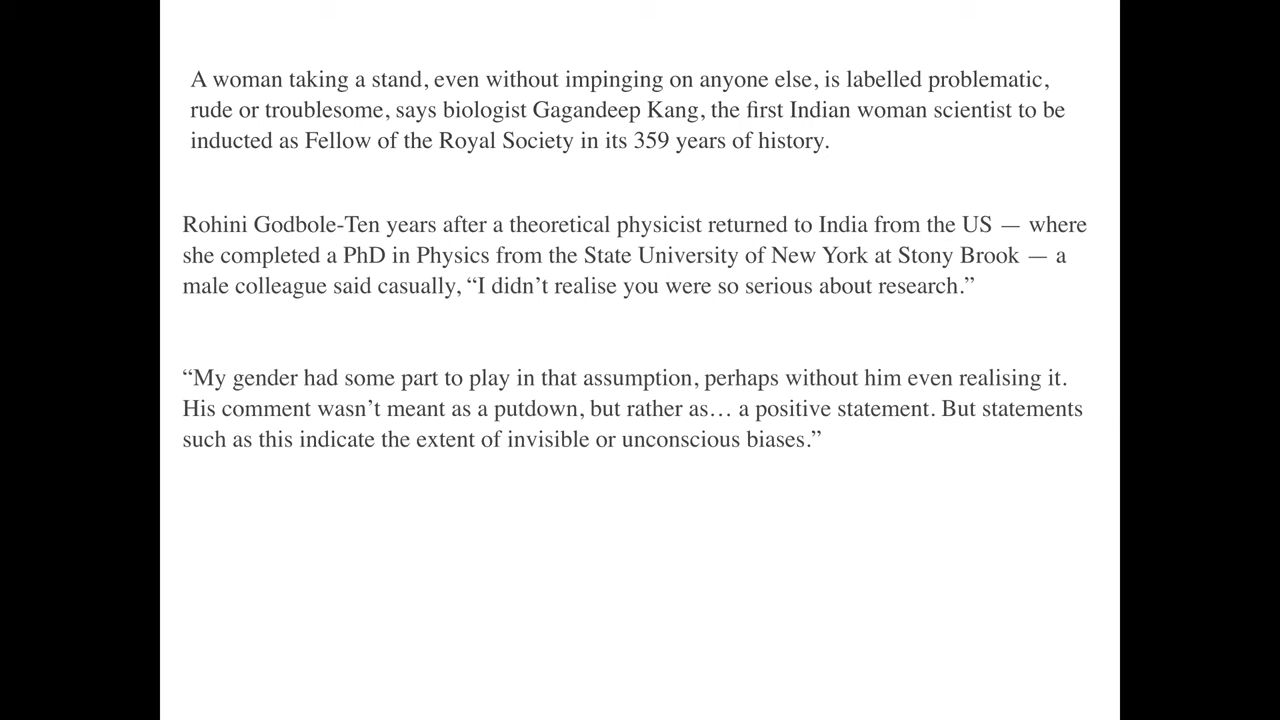 A woman taking a stand, even without impinging on anyone else, is labelled problematic,
rude or troublesome, says biologist Gagandeep Kang, the first Indian woman scientist to be
inducted as Fellow of the Royal Society in its 359 years of history.
Rohini Godbole-Ten years after a theoretical physicist returned to India from the US — where
she completed a PhD in Physics from the State University of New York at Stony Brook — a
male colleague said casually, “I didn’t realise you were so serious about research.”
“My gender had some part to play in that assumption, perhaps without him even realising it.
His comment wasn’t meant as a putdown, but rather as… a positive statement. But statements
such as this indicate the extent of invisible or unconscious biases.”